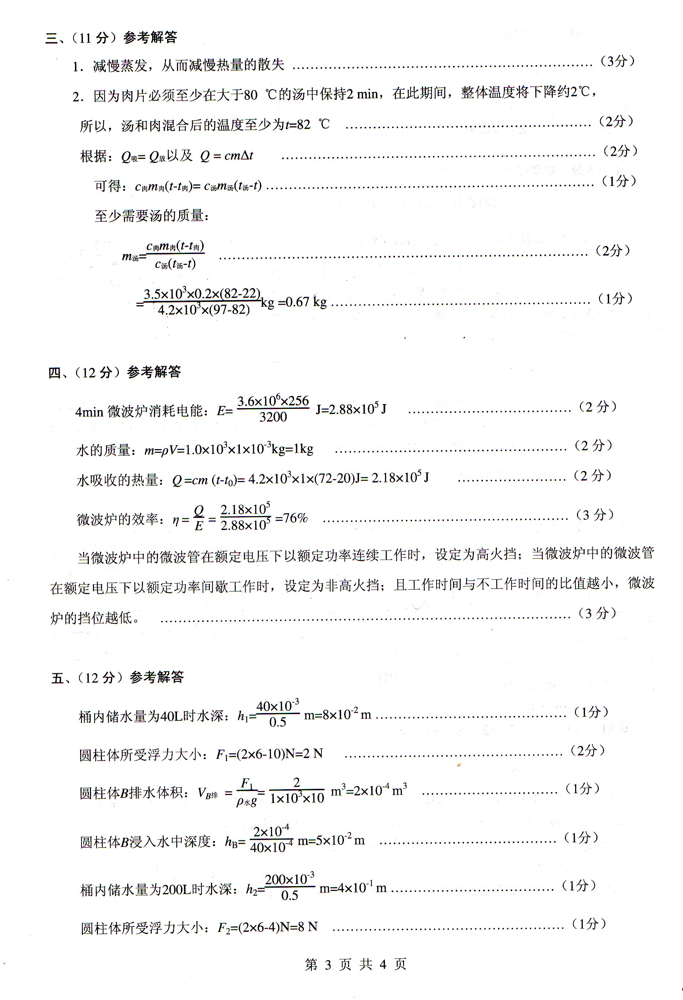 三、（11 分）参考解答
1．减慢蒸发，从而减慢热量的散失 ……………………………………………………（3分）
2．因为肉片必须至少在大于80 ℃的汤中保持2 min，在此期间，整体温度将下降约2℃，
所以，汤和肉混合后的温度至少为t=82 ℃ ……………………………………………（2分）
根据：Q吸= Q放以及 Q = cmΔt ……………………………………………………（2分）
可得：c肉m肉(t-t肉)= c汤m汤(t汤-t) ……………………………………………………（1分）
至少需要汤的质量：
m汤=c肉m肉(t-t肉)/c汤(t汤-t) ……………………………………………………（2分）
=3.5×10³×0.2×(82-22)/4.2×10³×(97-82) kg =0.67 kg ……………………………………………（1分）
四、（12 分）参考解答
4min 微波炉消耗电能：E= 3.6×10⁶×256/3200 J=2.88×10⁵ J ……………………………（2 分）
水的质量：m=ρV=1.0×10³×1×10⁻³kg=1kg ……………………………………………（2 分）
水吸收的热量：Q =cm (t-t₀)= 4.2×10³×1×(72-20)J= 2.18×10⁵ J ……………………（2 分）
微波炉的效率：η = Q/E = 2.18×10⁵/2.88×10⁵ =76% ……………………………………………（3 分）
当微波炉中的微波管在额定电压下以额定功率连续工作时，设定为高火挡；当微波炉中的微波管
在额定电压下以额定功率间歇工作时，设定为非高火挡；且工作时间与不工作时间的比值越小，微波
炉的挡位越低。 ……………………………………………………………………………（3 分）
五、（12 分）参考解答
桶内储水量为40L时水深：h₁=40×10⁻³/0.5 m=8×10⁻² m ……………………………………（1分）
圆柱体所受浮力大小：F₁=(2×6-10)N=2 N ……………………………………………（2分）
圆柱体B排水体积：VB排 = F₁/ρ水g = 2/1×10³×10 m³=2×10⁻⁴ m³ …………………………（1分）
圆柱体B浸入水中深度：hB= 2×10⁻⁴/40×10⁻⁴ m=5×10⁻² m …………………………………（1分）
桶内储水量为200L时水深：h₂=200×10⁻³/0.5 m=4×10⁻¹ m ………………………………（1分）
圆柱体所受浮力大小：F₂=(2×6-4)N=8 N ……………………………………………（1分）
第 3 页 共 4 页